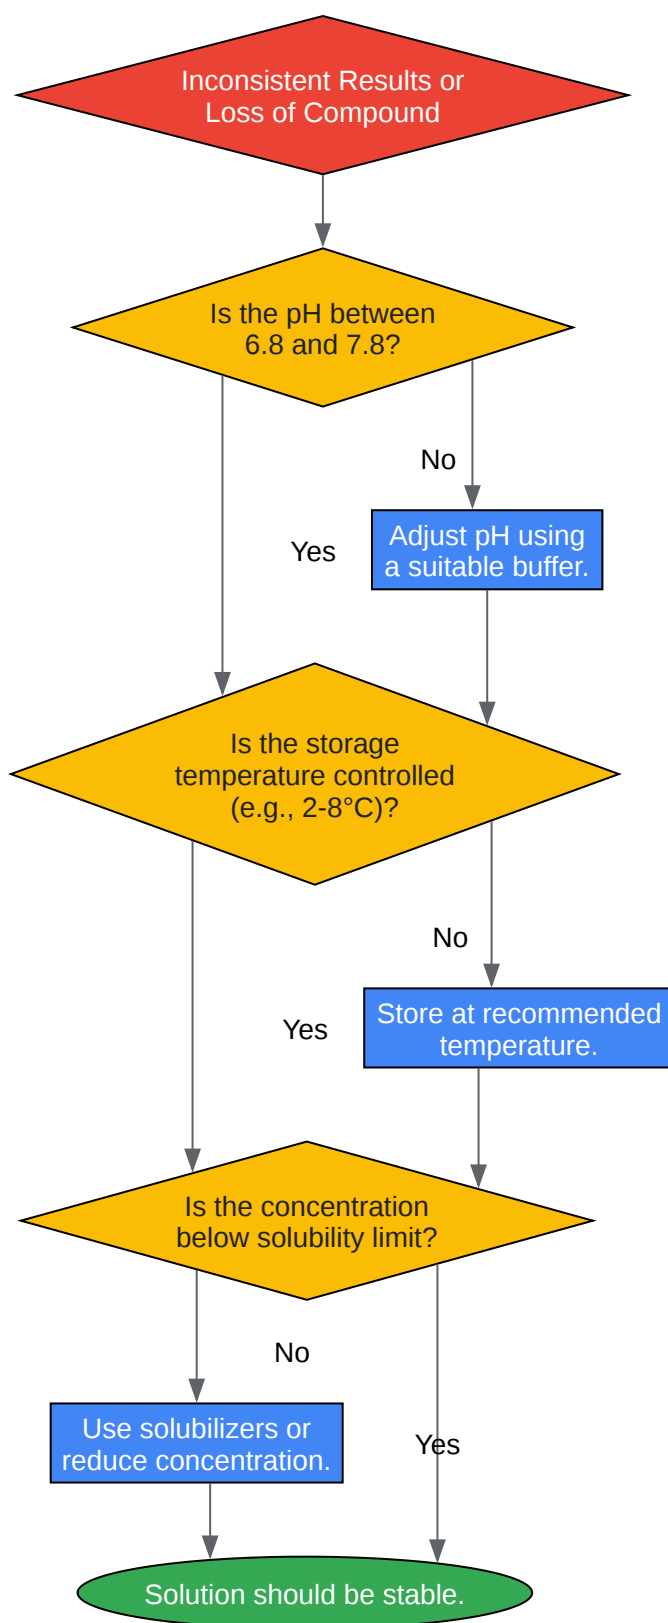 Inconsistent Results or
Loss of Compound
Is the pH between
6.8 and 7.8?
No
Yes
Adjust pH using
a suitable buffer.
Is the storage
temperature controlled
(e.g., 2-8°C)?
No
Yes
Store at recommended
temperature.
Is the concentration
below solubility limit?
No
Use solubilizers or
reduce concentration.
Yes
Solution should be stable.